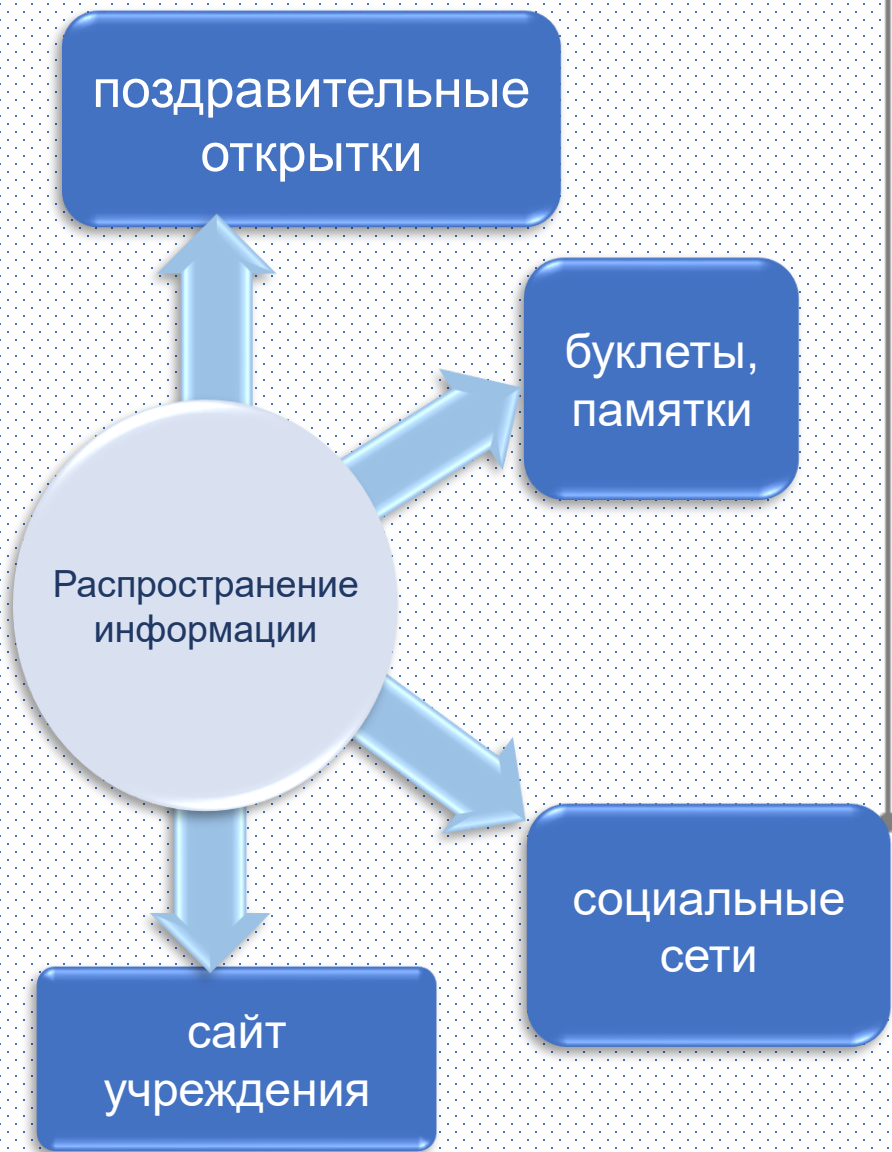 поздравительные
открытки
буклеты,
памятки
Распространение
информации
социальные
сети
сайт
учреждения